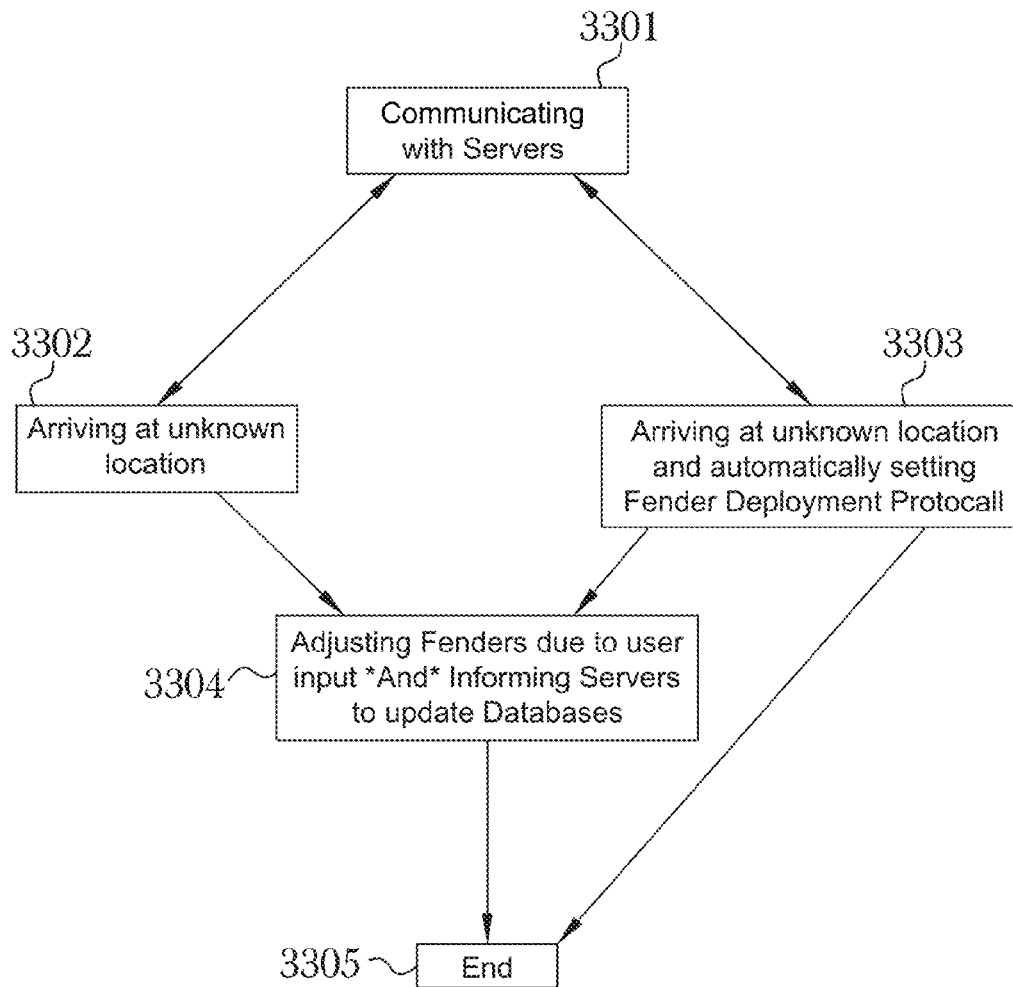 3301
Communicating
with Servers
3302
Arriving at unknown
location
3303
Arriving at unknown location
and automatically setting
Fender Deployment Protocall
3304
Adjusting Fenders due to user
input *And* Informing Servers
to update Databases
3305
End